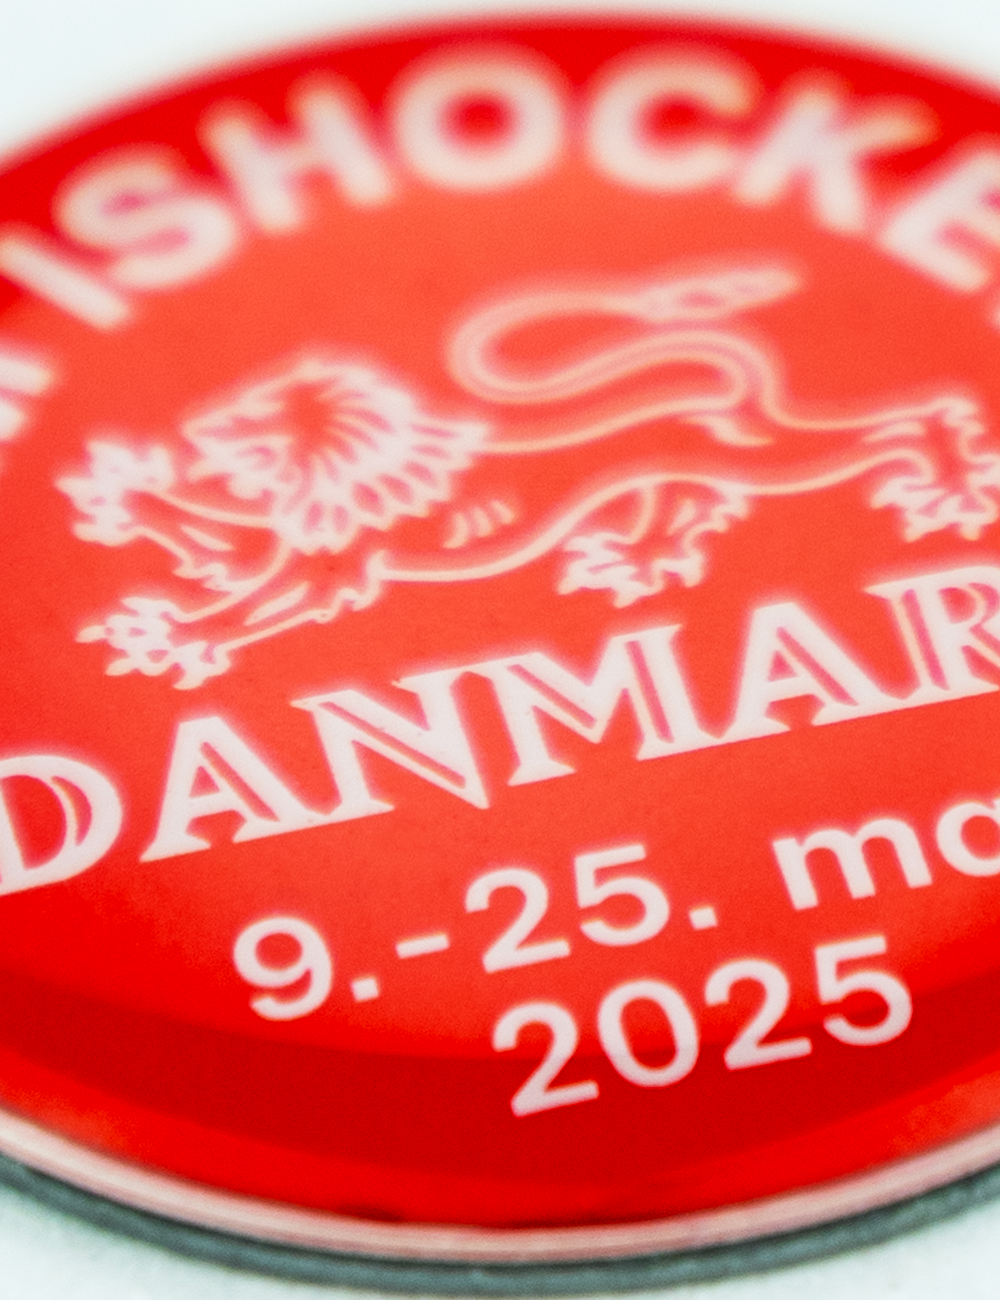 ISHOCKE
DANMAR
9.-25. ma
2025